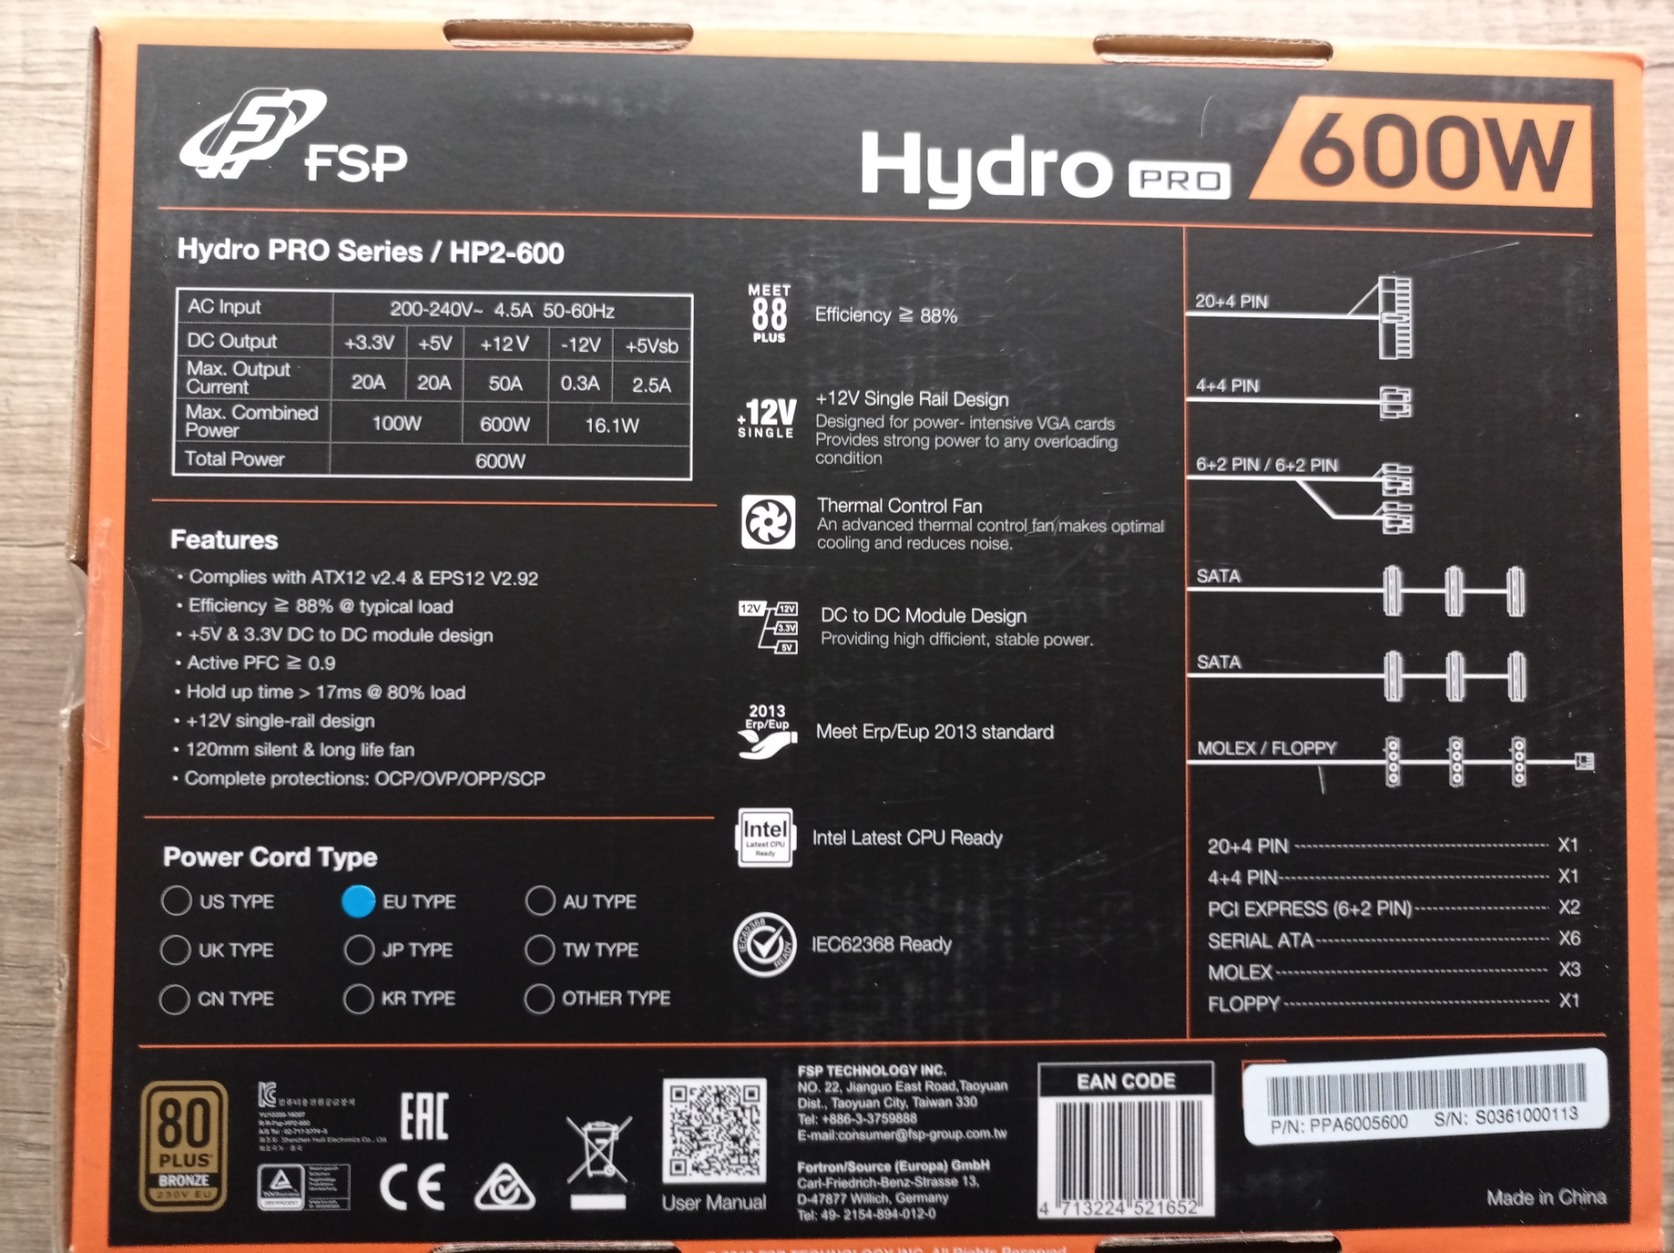 FSP
Hydro PRO 600W
Hydro PRO Series / HP2-600
AC Input 200-240V~ 4.5A 50-60Hz
DC Output +3.3V +5V +12V -12V +5Vsb
Max. Output
Current 20A 20A 50A 0.3A 2.5A
Max. Combined
Power 100W 600W 16.1W
Total Power 600W
Features
• Complies with ATX12 v2.4 & EPS12 V2.92
• Efficiency ≧ 88% @ typical load
• +5V & 3.3V DC to DC module design
• Active PFC ≧ 0.9
• Hold up time > 17ms @ 80% load
• +12V single-rail design
• 120mm silent & long life fan
• Complete protections: OCP/OVP/OPP/SCP
Power Cord Type
US TYPE EU TYPE AU TYPE
UK TYPE JP TYPE TW TYPE
CN TYPE KR TYPE OTHER TYPE
MEET
88
PLUS
Efficiency ≧ 88%
+12V
SINGLE
+12V Single Rail Design
Designed for power- intensive VGA cards
Provides strong power to any overloading
condition
Thermal Control Fan
An advanced thermal control fan makes optimal
cooling and reduces noise.
12V 12V
3.3V
5V
DC to DC Module Design
Providing high dfficient, stable power.
2013
Erp/Eup
Meet Erp/Eup 2013 standard
Intel
Latest CPU
Ready
Intel Latest CPU Ready
IEC62368
READY
IEC62368 Ready
20+4 PIN
4+4 PIN
6+2 PIN / 6+2 PIN
SATA
SATA
MOLEX / FLOPPY
20+4 PIN X1
4+4 PIN X1
PCI EXPRESS (6+2 PIN) X2
SERIAL ATA X6
MOLEX X3
FLOPPY X1
80
PLUS
BRONZE
230V EU
EAC
CE
User Manual
FSP TECHNOLOGY INC.
NO. 22, Jianguo East Road,Taoyuan
Dist., Taoyuan City, Taiwan 330
Tel: +886-3-3759888
E-mail:consumer@fsp-group.com.tw
Fortron/Source (Europa) GmbH
Carl-Friedrich-Benz-Strasse 13,
D-47877 Willich, Germany
Tel: 49- 2154-894-012-0
EAN CODE
4 713224 521652
P/N: PPA6005600 S/N: S0361000113
Made in China
FSP TECHNOLOGY INC. All Rights Reserved